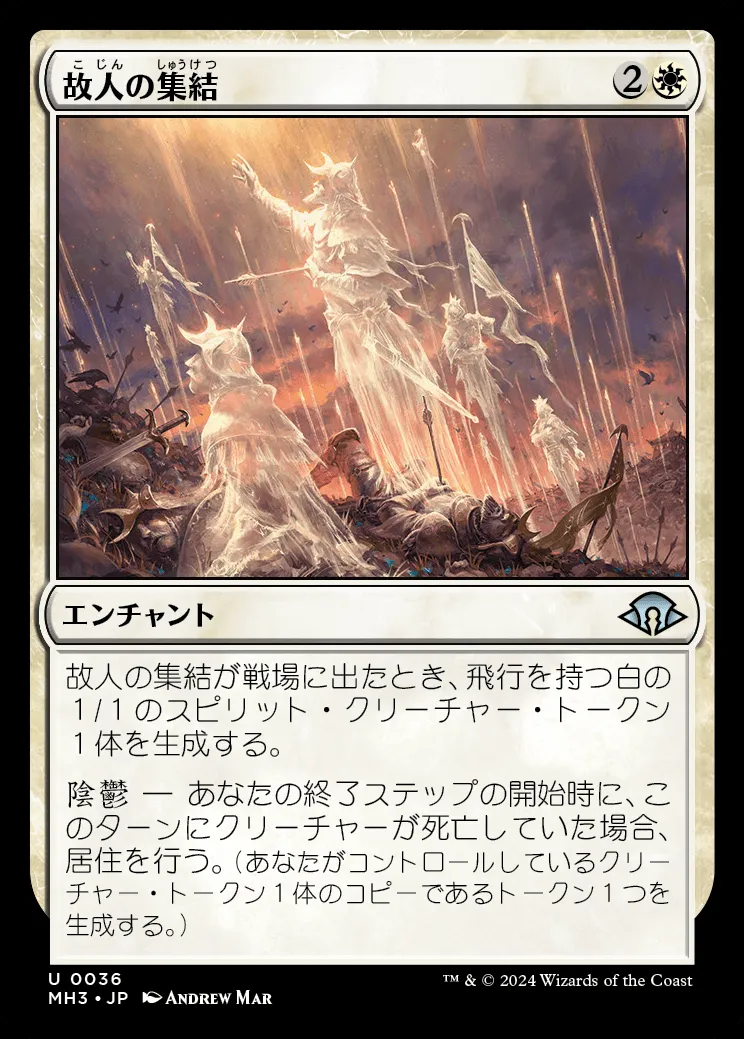 故人の集結
こじん しゅうけつ
2
エンチャント
故人の集結が戦場に出たとき、飛行を持つ白の
1/1のスピリット・クリーチャー・トークン
1体を生成する。
陰鬱 ― あなたの終了ステップの開始時に、こ
のターンにクリーチャーが死亡していた場合、
居住を行う。（あなたがコントロールしているクリー
チャー・トークン1体のコピーであるトークン1つを
生成する。）
U 0036
MH3 • JP ANDREW MAR
™ & © 2024 Wizards of the Coast